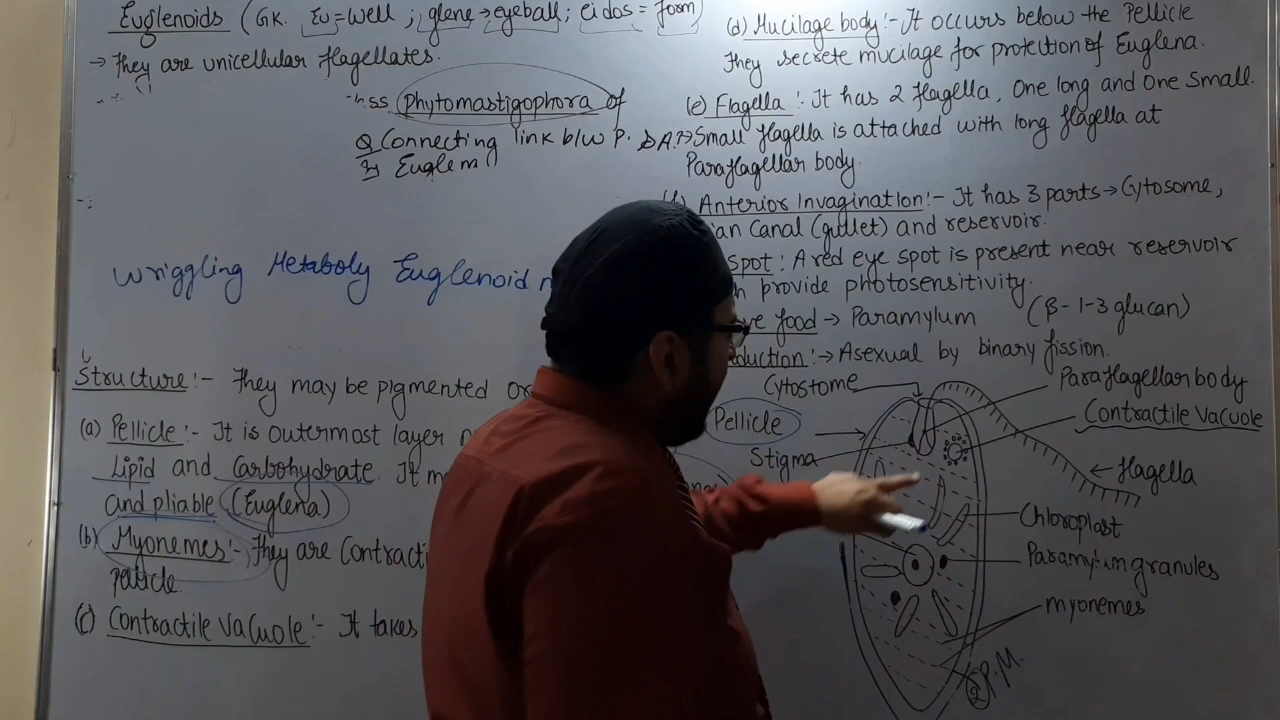 Euglenoids (GK. Eu=well ; glene→eyeball; eidos = form)
→ They are unicellular flagellates.
ss Phytomastigophora of
Q Connecting link b/w P. & A.?
Euglena
Wriggling Metaboly Euglenoid
Structure:- They may be pigmented or
(a) Pellicle:- It is outermost layer
Lipid and Carbohydrate. It
and pliable (Euglena)
(b) Myonemes:- They are Contracti
pellicle.
(c) Contractile Vacuole:- It takes
(d) Mucilage body:- It occurs below the Pellicle
They secrete mucilage for protection of Euglena.
(e) Flagella :- It has 2 flagella, One long and One Small.
→ Small flagella is attached with long flagella at
Paraflagellar body.
Anterior Invagination:- It has 3 parts→Cytosome,
ian Canal (gullet) and reservoir.
spot : A red eye spot is present near reservoir
provide photosensitivity.
ve food → Paramylum (β-1-3 glucan)
duction:→ Asexual by binary fission.
Cytostome
Paraflagellar body
Pellicle
Contractile Vacuole
Stigma
Flagella
Chloroplast
Paramylum granules
myonemes
② P.M.